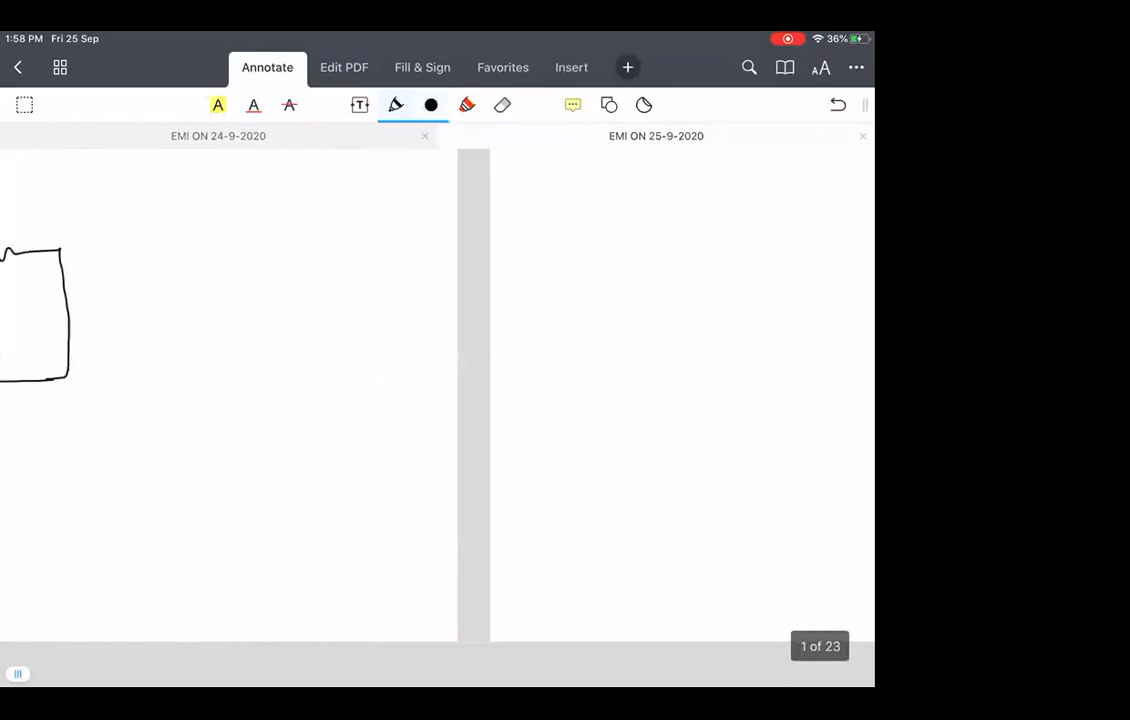 1:58 PM Fri 25 Sep
36%
Annotate Edit PDF Fill & Sign Favorites Insert
AA
A A A T
EMI ON 24-9-2020
EMI ON 25-9-2020
1 of 23